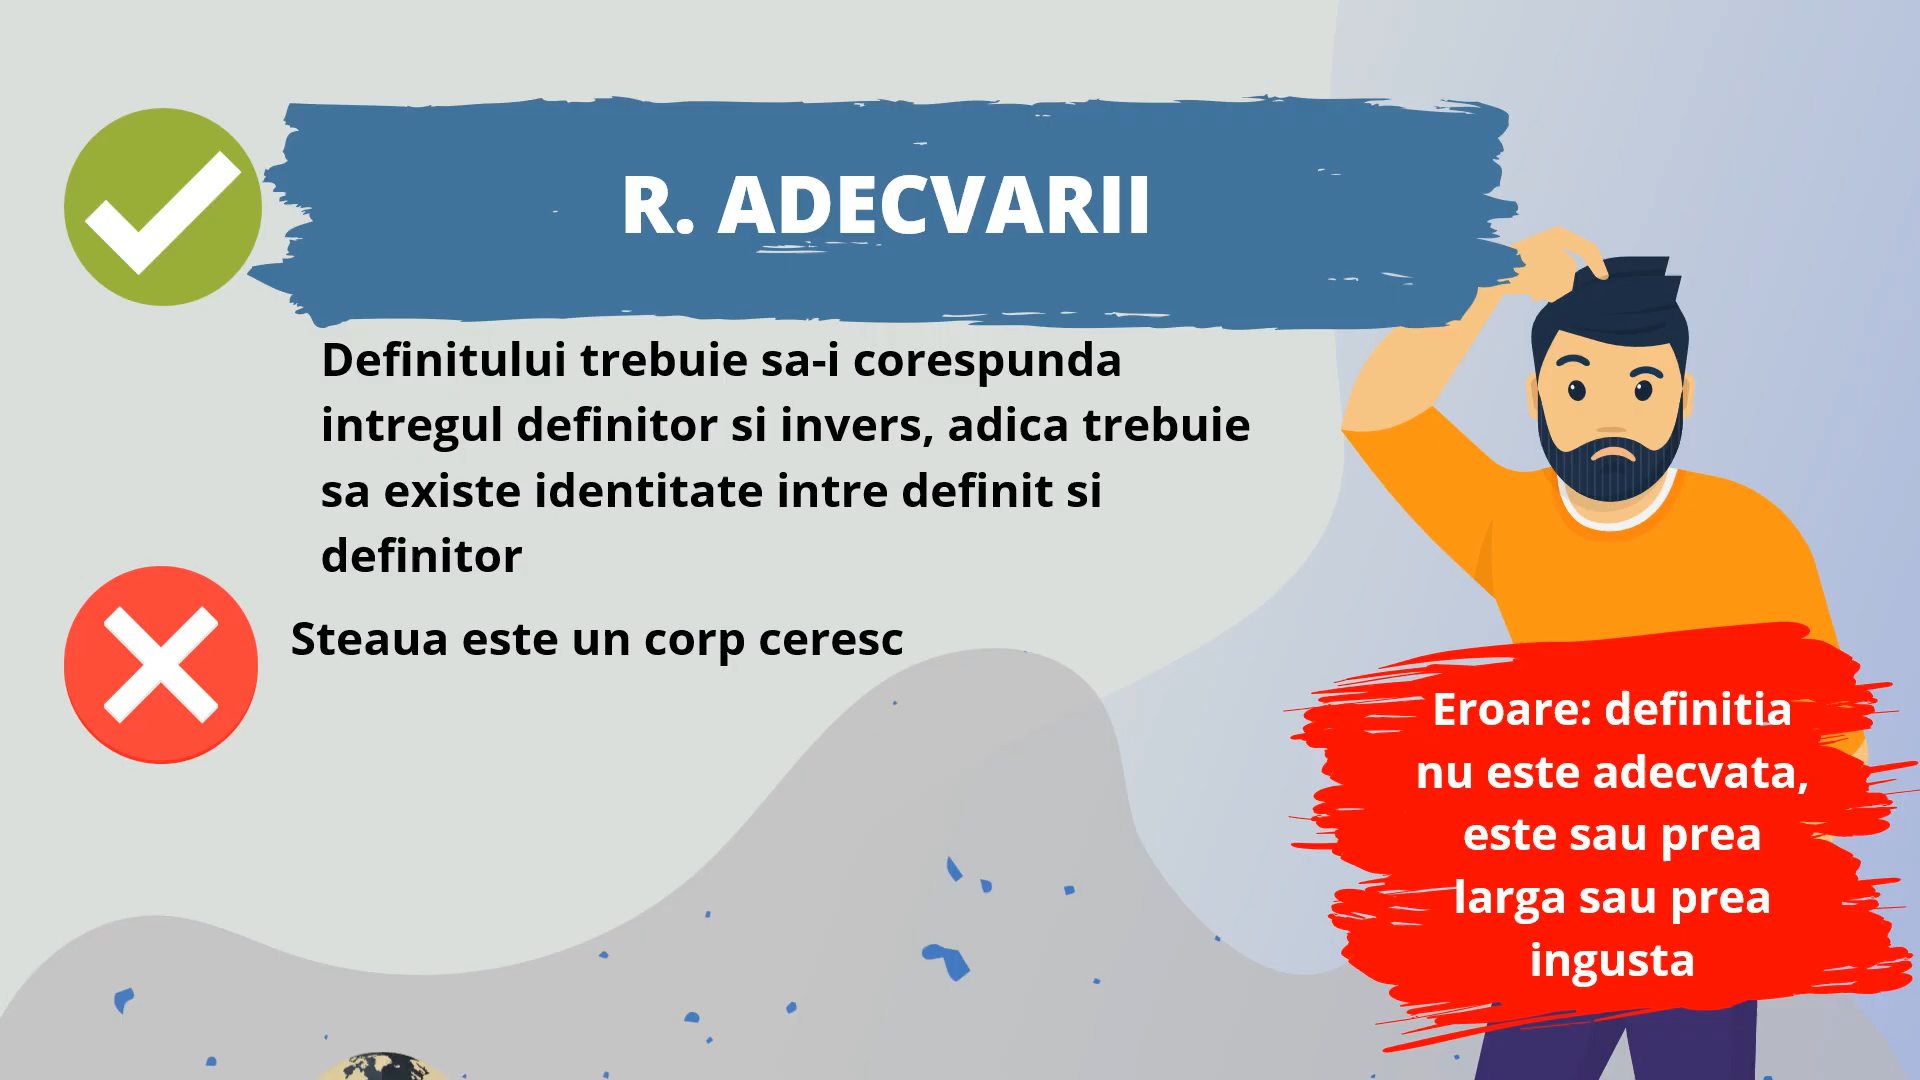 R. ADECVARII
Definitului trebuie sa-i corespunda
intregul definitor si invers, adica trebuie
sa existe identitate intre definit si
definitor
Steaua este un corp ceresc
Eroare: definitia
nu este adecvata,
este sau prea
larga sau prea
ingusta